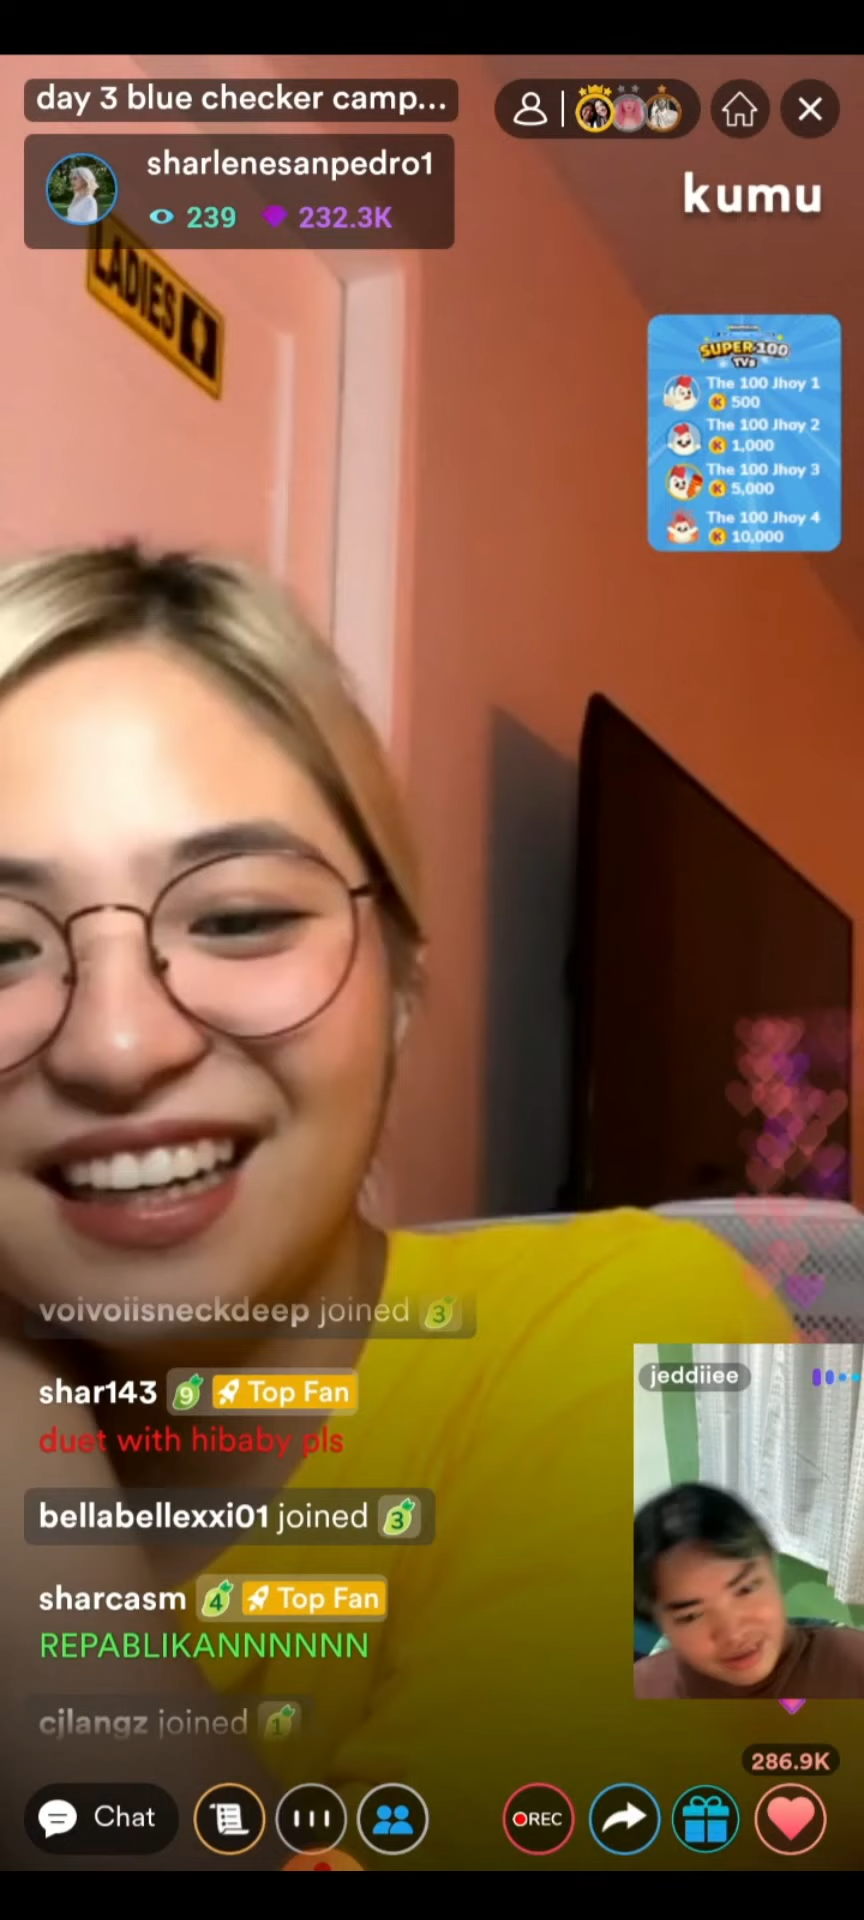 day 3 blue checker camp...
sharlenesanpedro1
239 232.3K
kumu
LADIES
SUPER 100
TVs
The 100 Jhoy 1
K 500
The 100 Jhoy 2
K 1,000
The 100 Jhoy 3
K 5,000
The 100 Jhoy 4
K 10,000
voivoiisneckdeep joined 3
jeddiiee
shar143 9 Top Fan
duet with hibaby pls
bellabellexxi01 joined 3
sharcasm 4 Top Fan
REPABLIKANNNNNN
cjlangz joined 1
286.9K
Chat
REC